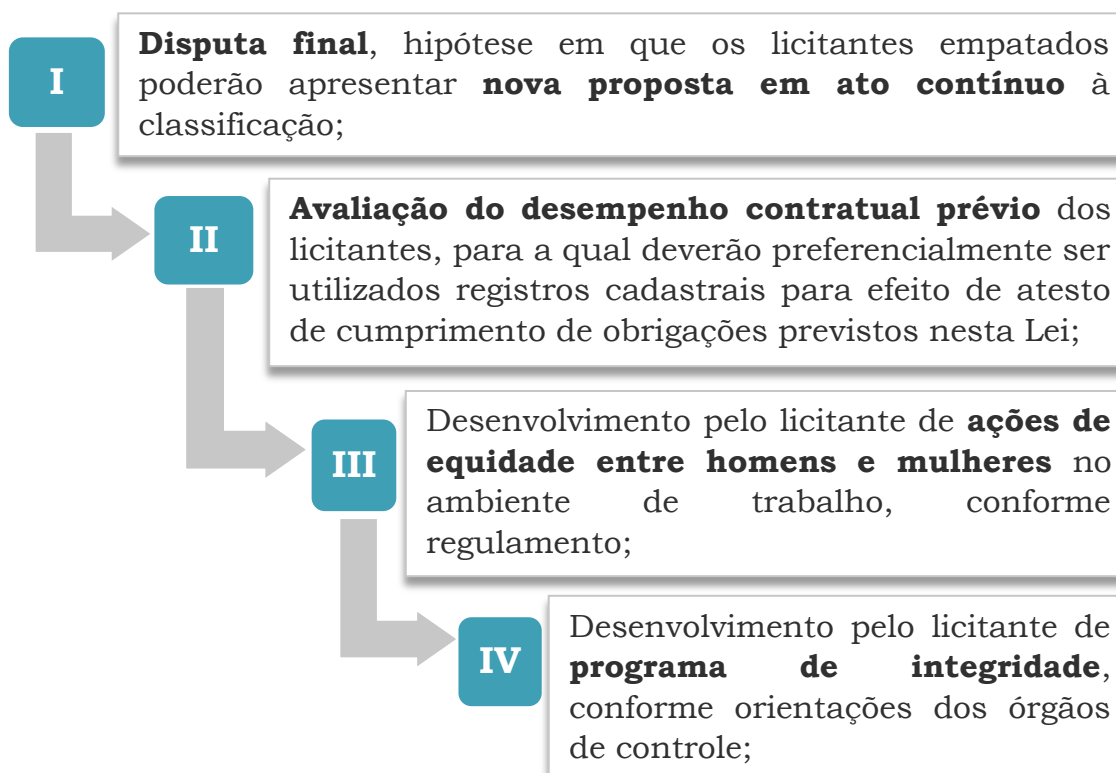 I
Disputa final, hipótese em que os licitantes empatados
poderão apresentar nova proposta em ato contínuo à
classificação;
II
Avaliação do desempenho contratual prévio dos
licitantes, para a qual deverão preferencialmente ser
utilizados registros cadastrais para efeito de atesto
de cumprimento de obrigações previstos nesta Lei;
III
Desenvolvimento pelo licitante de ações de
equidade entre homens e mulheres no
ambiente de trabalho, conforme
regulamento;
IV
Desenvolvimento pelo licitante de
programa de integridade,
conforme orientações dos órgãos
de controle;